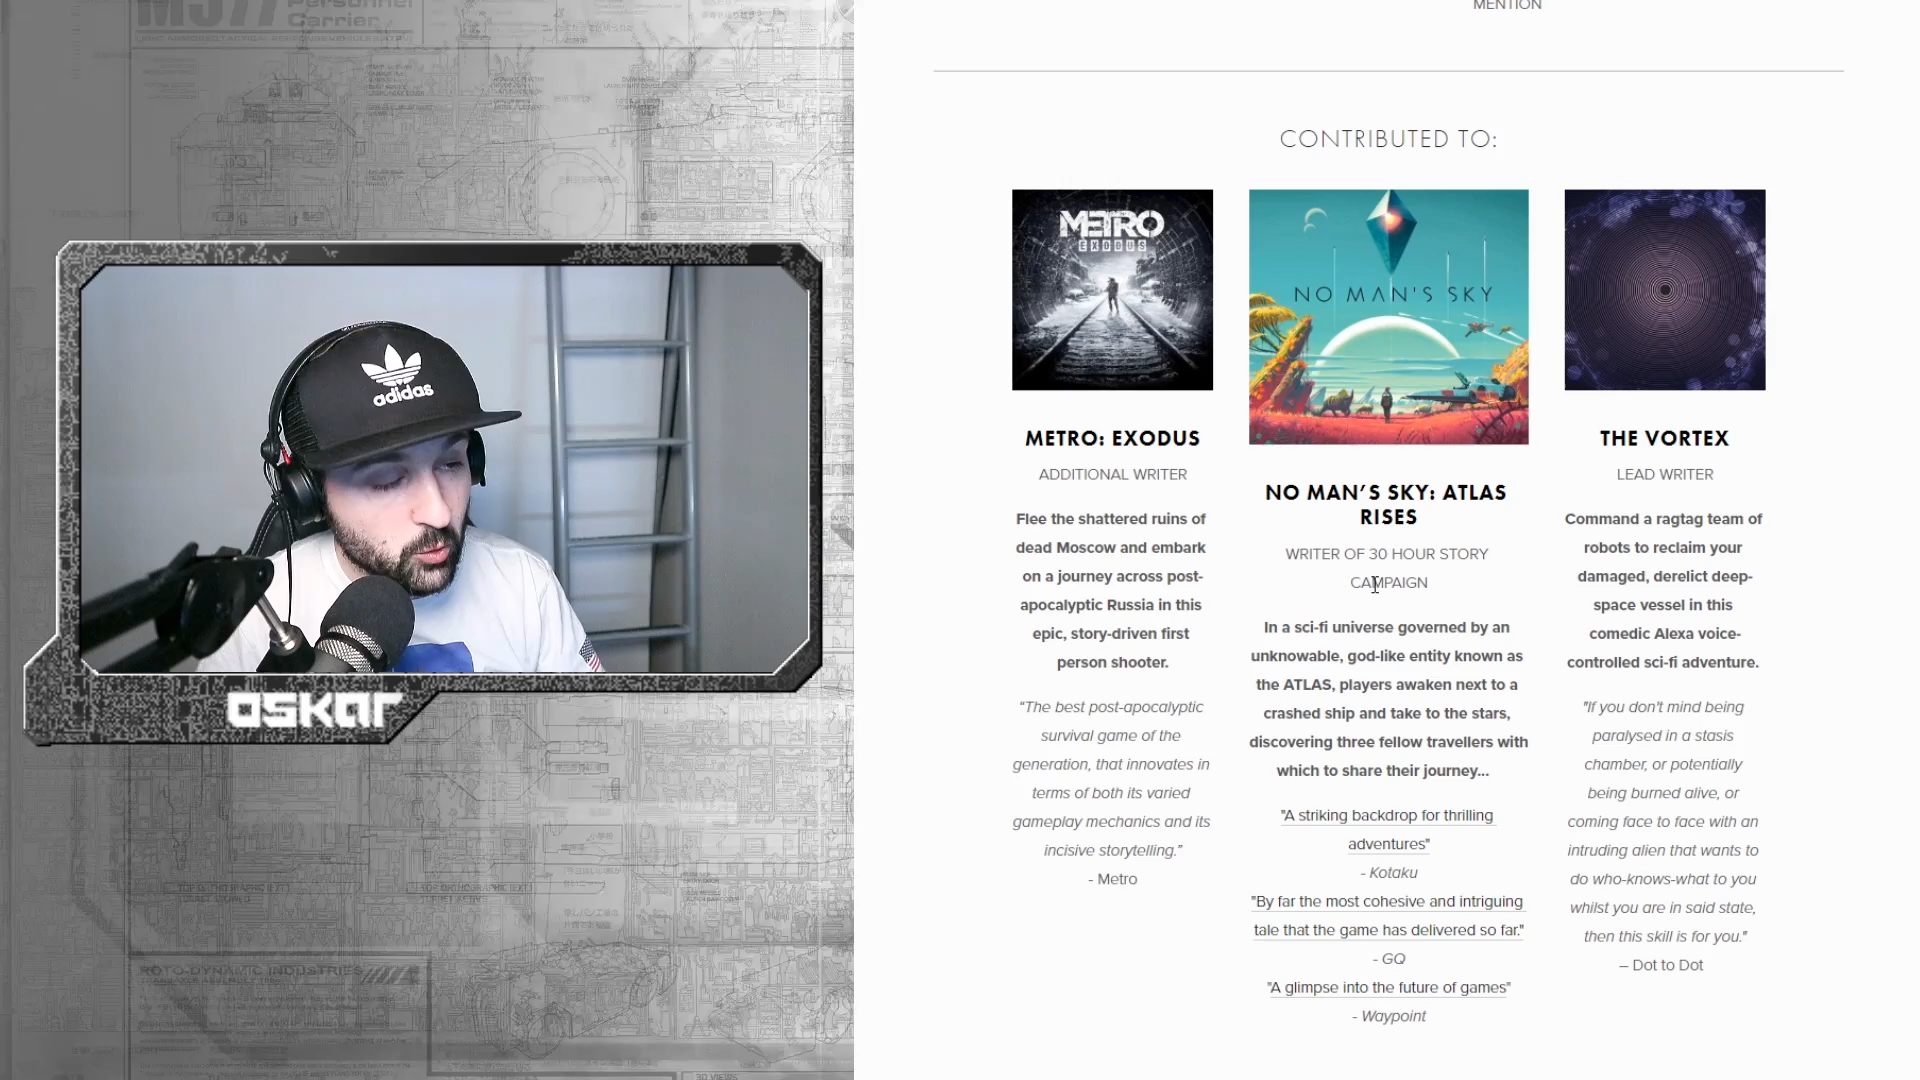 M577 Personnel
Carrier
MENTION
CONTRIBUTED TO:
METRO
EXODUS
NO MAN'S SKY
METRO: EXODUS
ADDITIONAL WRITER
Flee the shattered ruins of
dead Moscow and embark
on a journey across post-
apocalyptic Russia in this
epic, story-driven first
person shooter.
“The best post-apocalyptic
survival game of the
generation, that innovates in
terms of both its varied
gameplay mechanics and its
incisive storytelling.”
- Metro
NO MAN’S SKY: ATLAS
RISES
WRITER OF 30 HOUR STORY
CAMPAIGN
In a sci-fi universe governed by an
unknowable, god-like entity known as
the ATLAS, players awaken next to a
crashed ship and take to the stars,
discovering three fellow travellers with
which to share their journey...
"A striking backdrop for thrilling
adventures"
- Kotaku
"By far the most cohesive and intriguing
tale that the game has delivered so far."
- GQ
"A glimpse into the future of games"
- Waypoint
THE VORTEX
LEAD WRITER
Command a ragtag team of
robots to reclaim your
damaged, derelict deep-
space vessel in this
comedic Alexa voice-
controlled sci-fi adventure.
"If you don't mind being
paralysed in a stasis
chamber, or potentially
being burned alive, or
coming face to face with an
intruding alien that wants to
do who-knows-what to you
whilst you are in said state,
then this skill is for you."
– Dot to Dot
adidas
oskar
ROTO-DYNAMIC INDUSTRIES